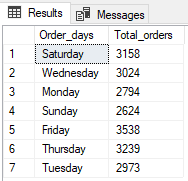 Results Messages
Order_days Total_orders
1 Saturday 3158
2 Wednesday 3024
3 Monday 2794
4 Sunday 2624
5 Friday 3538
6 Thursday 3239
7 Tuesday 2973